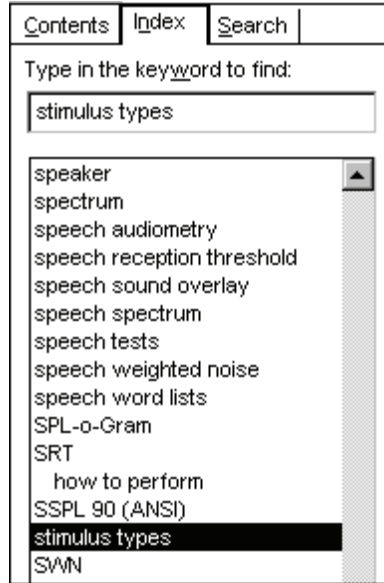 Contents Index Search
Type in the keyword to find:
stimulus types
speaker
spectrum
speech audiometry
speech reception threshold
speech sound overlay
speech spectrum
speech tests
speech weighted noise
speech word lists
SPL-o-Gram
SRT
how to perform
SSPL 90 (ANSI)
stimulus types
SWN